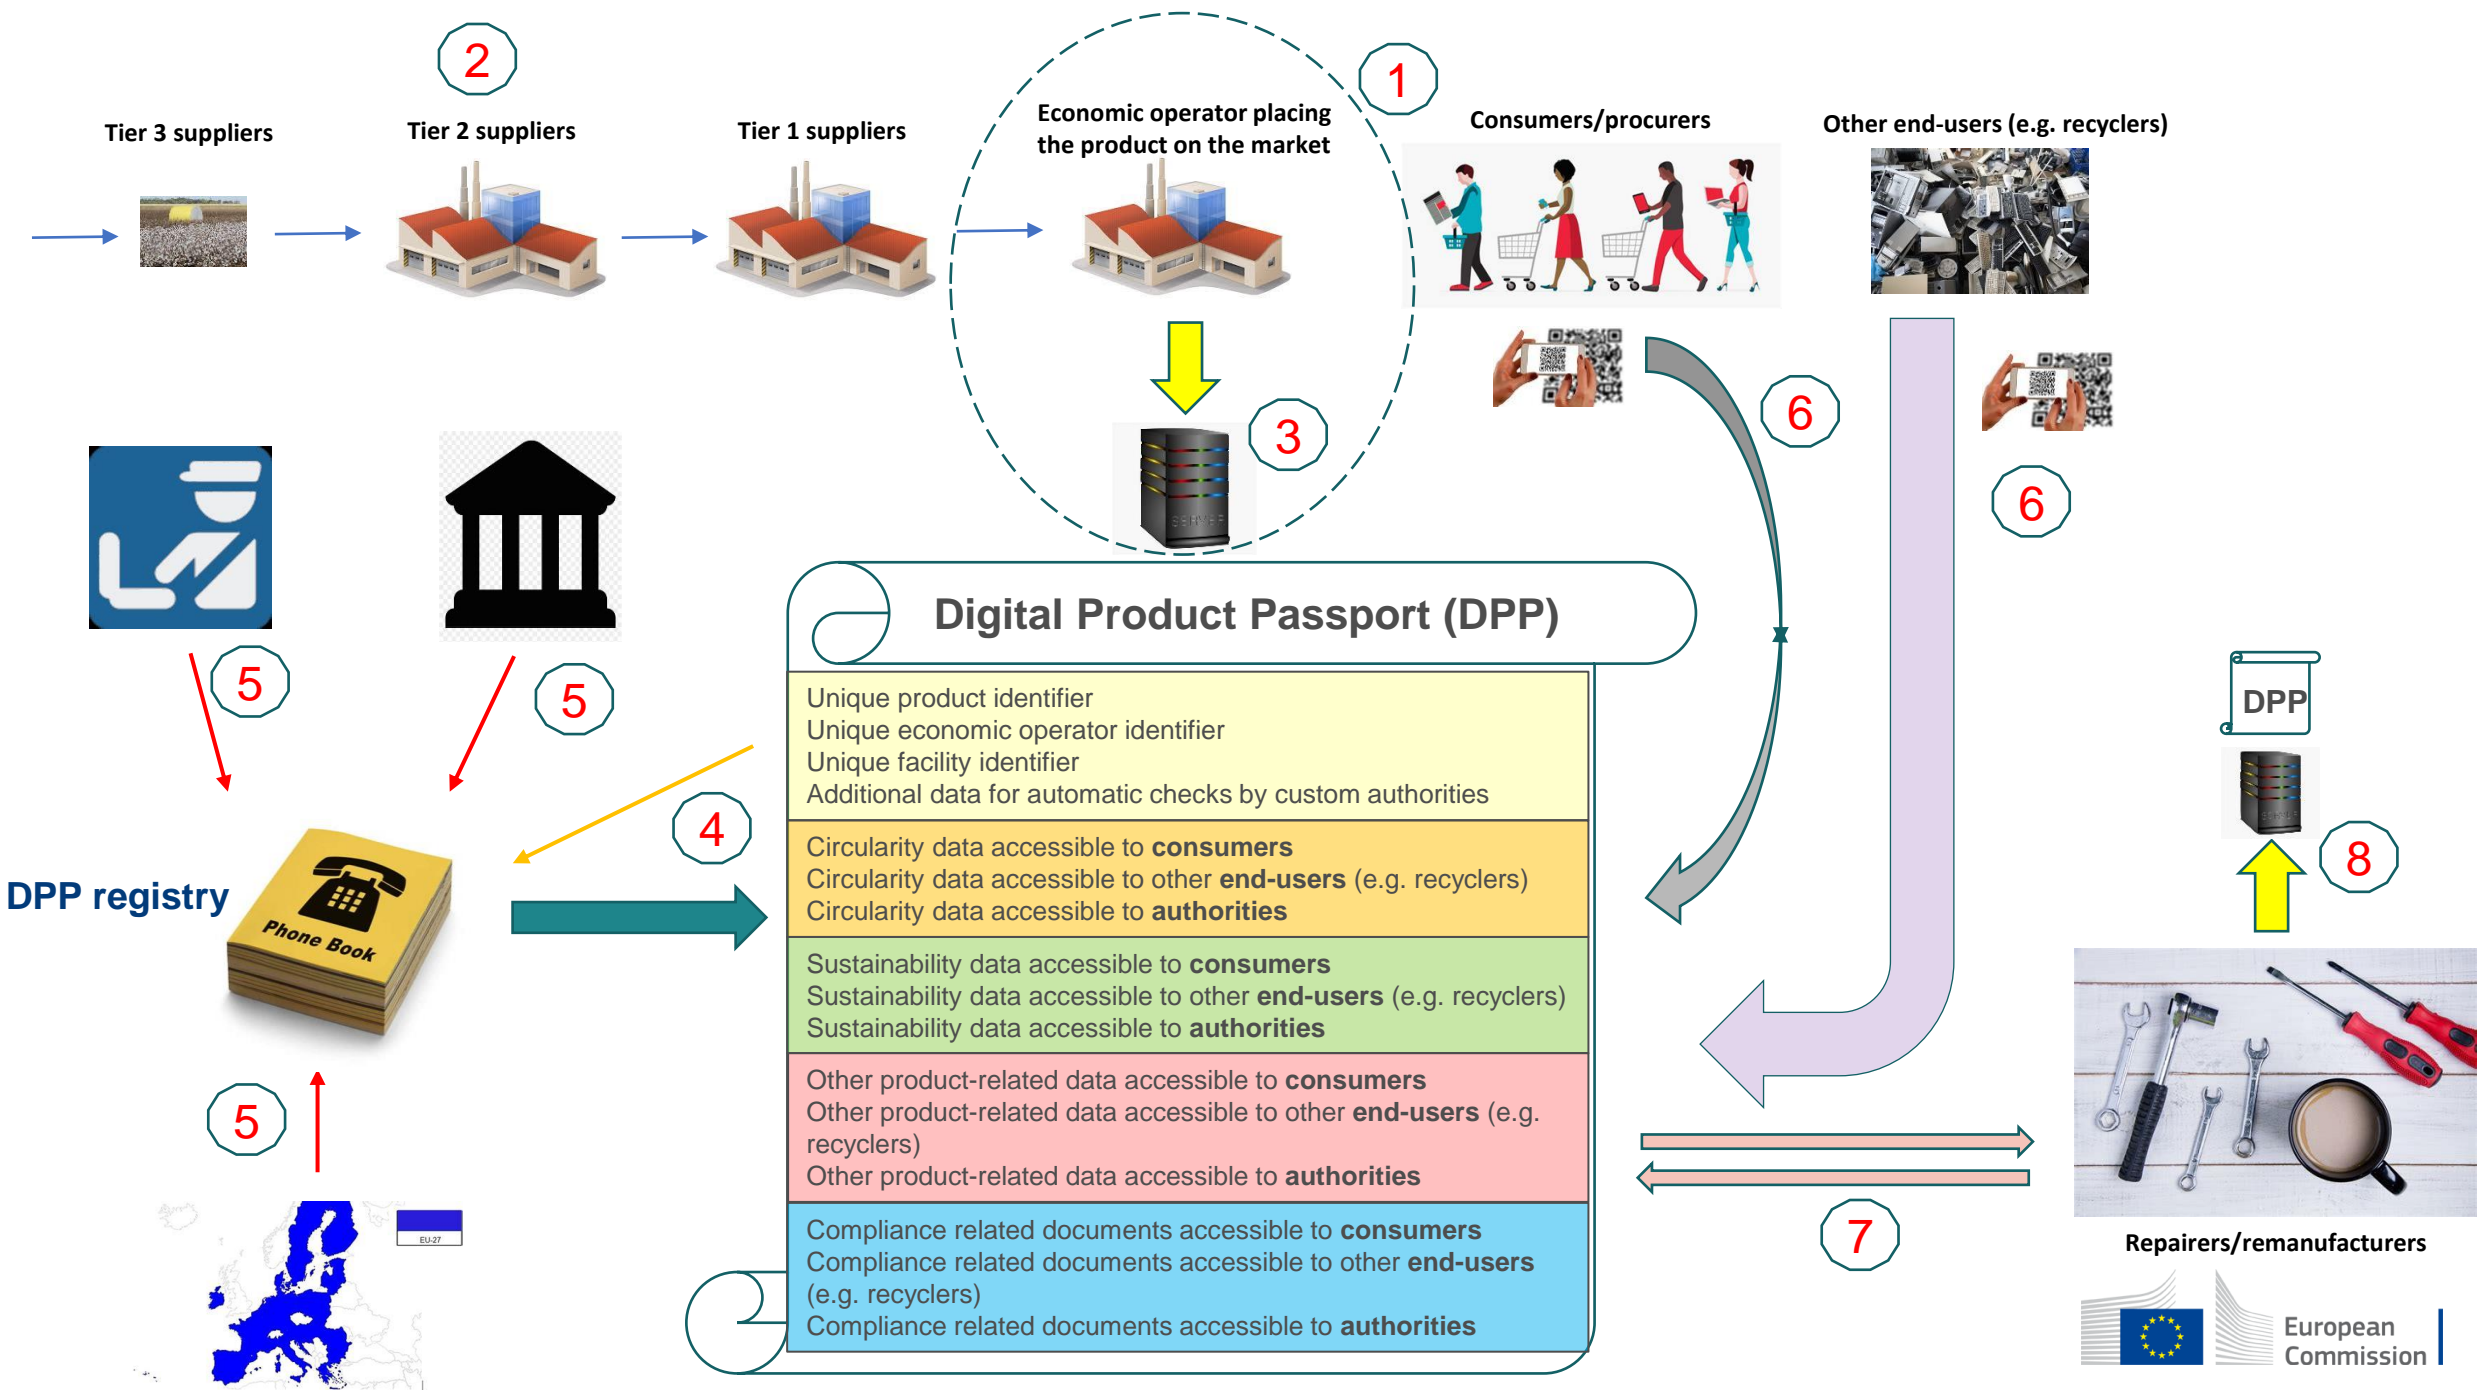 2
1
Tier 3 suppliers
Tier 2 suppliers
Tier 1 suppliers
Economic operator placing
the product on the market
Consumers/procurers
Other end-users (e.g. recyclers)
3
6
6
SERVER
5
5
Digital Product Passport (DPP)
Unique product identifier
Unique economic operator identifier
Unique facility identifier
Additional data for automatic checks by custom authorities
Circularity data accessible to consumers
Circularity data accessible to other end-users (e.g. recyclers)
Circularity data accessible to authorities
Sustainability data accessible to consumers
Sustainability data accessible to other end-users (e.g. recyclers)
Sustainability data accessible to authorities
Other product-related data accessible to consumers
Other product-related data accessible to other end-users (e.g.
recyclers)
Other product-related data accessible to authorities
Compliance related documents accessible to consumers
Compliance related documents accessible to other end-users
(e.g. recyclers)
Compliance related documents accessible to authorities
4
DPP registry
Phone Book
5
EU-27
DPP
8
7
Repairers/remanufacturers
European
Commission